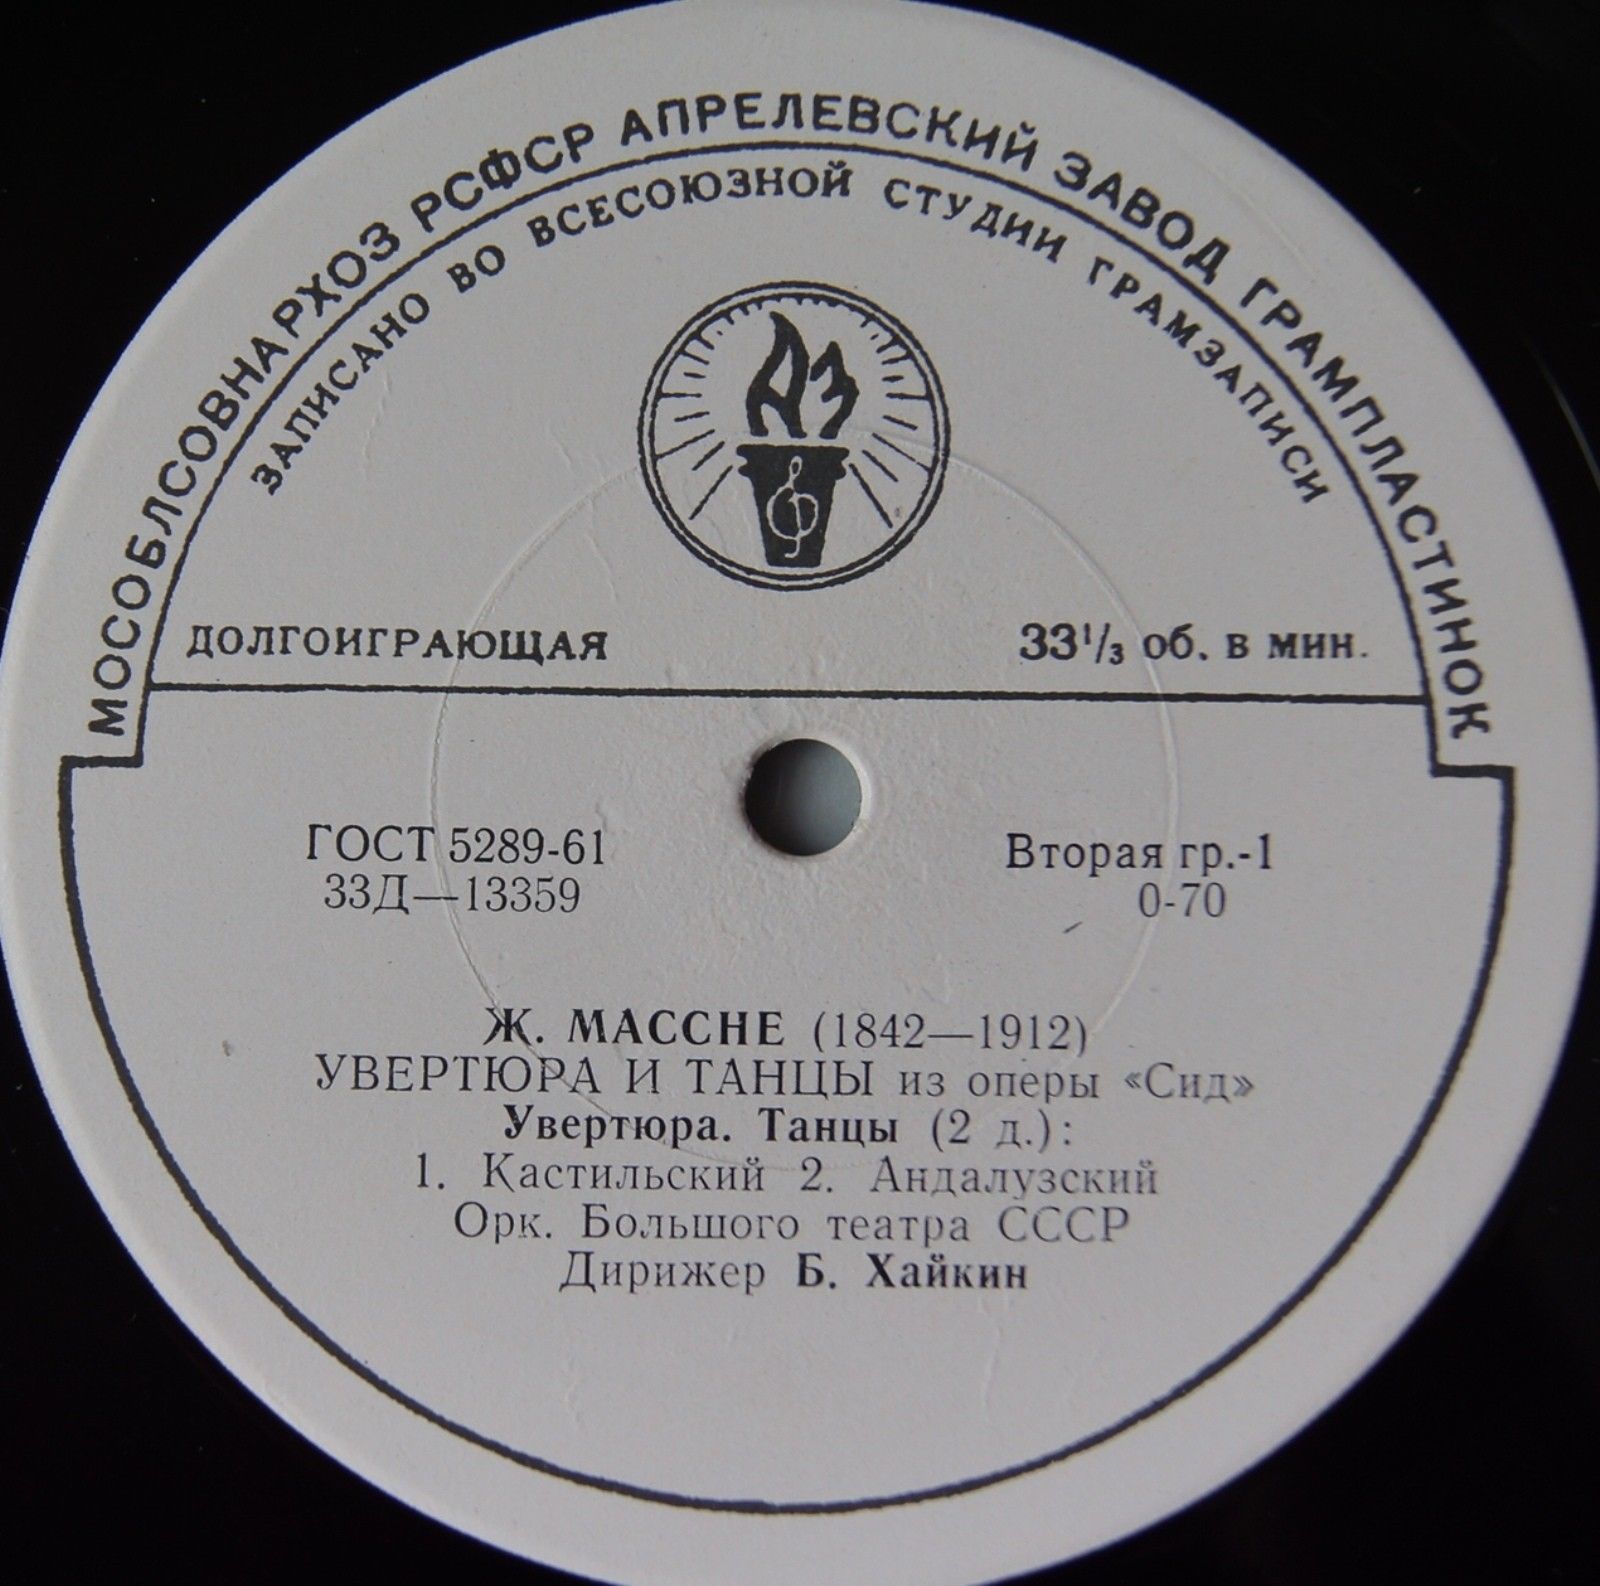 МОСОБЛСОВНАРХОЗ РСФСР АПРЕЛЕВСКИЙ ЗАВОД ГРАМПЛАСТИНОК
ЗАПИСАНО ВО ВСЕСОЮЗНОЙ СТУДИИ ГРАМЗАПИСИ
АЗ
ДОЛГОИГРАЮЩАЯ
33⅓ об. в мин.
ГОСТ 5289-61
33Д—13359
Вторая гр.-1
0-70
Ж. МАССНЕ (1842—1912)
УВЕРТЮРА И ТАНЦЫ из оперы «Сид»
Увертюра. Танцы (2 д.):
1. Кастильский 2. Андалузский
Орк. Большого театра СССР
Дирижер Б. Хайкин